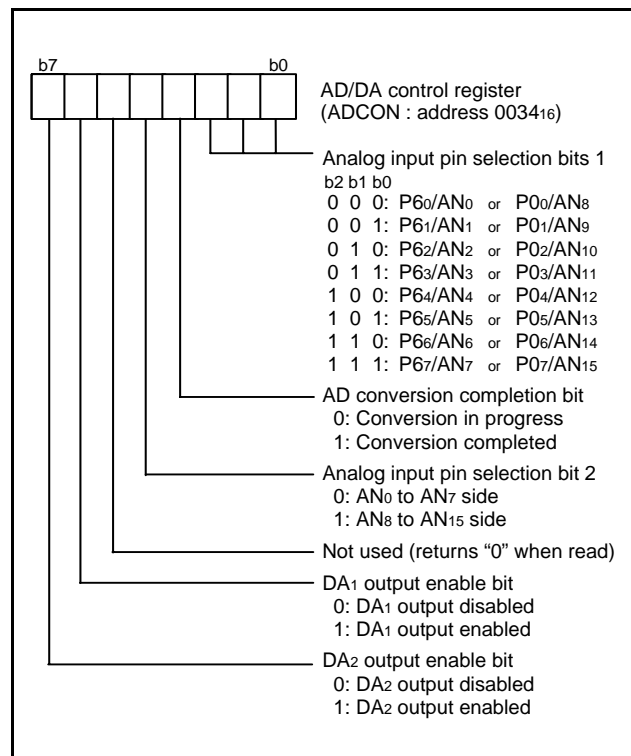 b7 b0
AD/DA control register
(ADCON : address 003416)
Analog input pin selection bits 1
b2 b1 b0
0 0 0: P60/AN0 or P00/AN8
0 0 1: P61/AN1 or P01/AN9
0 1 0: P62/AN2 or P02/AN10
0 1 1: P63/AN3 or P03/AN11
1 0 0: P64/AN4 or P04/AN12
1 0 1: P65/AN5 or P05/AN13
1 1 0: P66/AN6 or P06/AN14
1 1 1: P67/AN7 or P07/AN15
AD conversion completion bit
0: Conversion in progress
1: Conversion completed
Analog input pin selection bit 2
0: AN0 to AN7 side
1: AN8 to AN15 side
Not used (returns “0” when read)
DA1 output enable bit
0: DA1 output disabled
1: DA1 output enabled
DA2 output enable bit
0: DA2 output disabled
1: DA2 output enabled